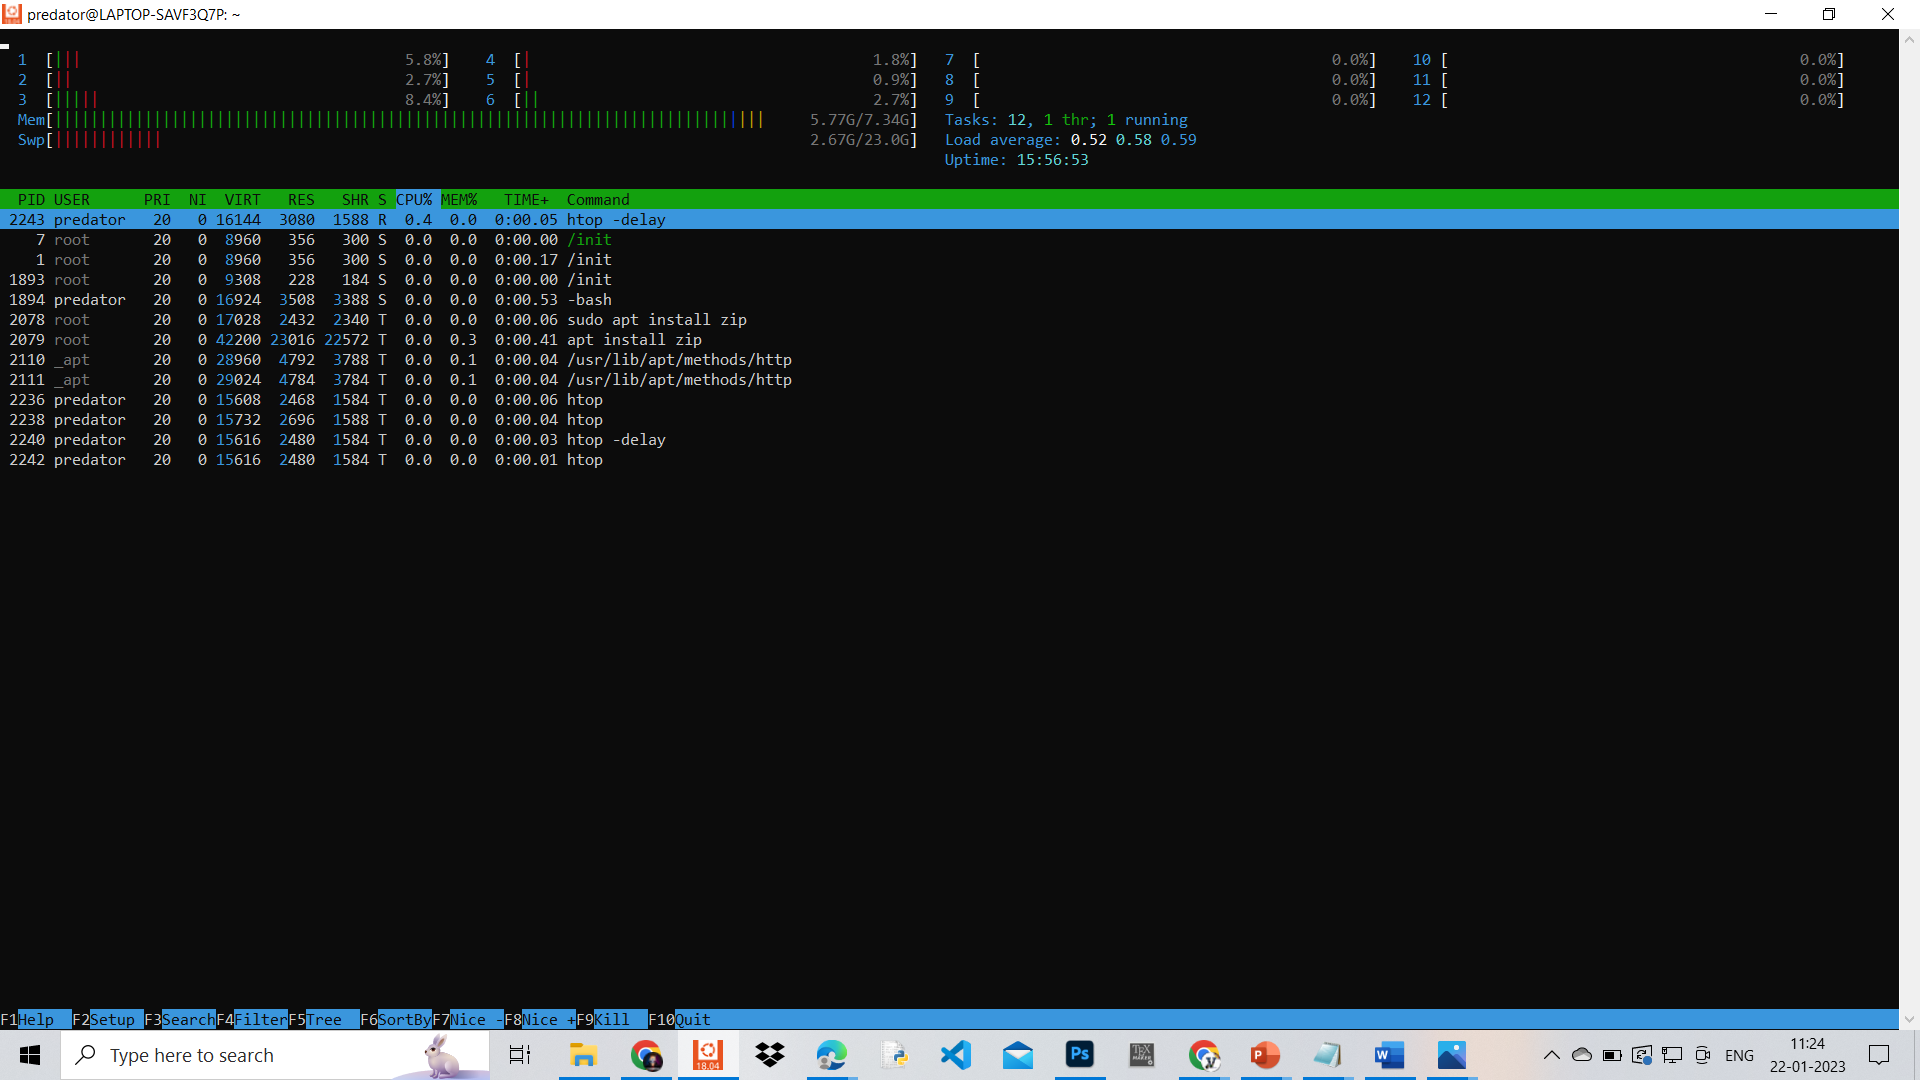 predator@LAPTOP-SAVF3Q7P: ~
1 [||| 5.8%] 4 [| 1.8%] 7 [ 0.0%] 10 [ 0.0%]
2 [|| 2.7%] 5 [| 0.9%] 8 [ 0.0%] 11 [ 0.0%]
3 [||||| 8.4%] 6 [|| 2.7%] 9 [ 0.0%] 12 [ 0.0%]
Mem[||||||||||||||||||||||||||||||||||||||||||||||||||||||||||||||||||||||||||||||| 5.77G/7.34G] Tasks: 12, 1 thr; 1 running
Swp[|||||||||||| 2.67G/23.0G] Load average: 0.52 0.58 0.59
Uptime: 15:56:53
PID USER PRI NI VIRT RES SHR S CPU% MEM% TIME+ Command
2243 predator 20 0 16144 3080 1588 R 0.4 0.0 0:00.05 htop -delay
7 root 20 0 8960 356 300 S 0.0 0.0 0:00.00 /init
1 root 20 0 8960 356 300 S 0.0 0.0 0:00.17 /init
1893 root 20 0 9308 228 184 S 0.0 0.0 0:00.00 /init
1894 predator 20 0 16924 3508 3388 S 0.0 0.0 0:00.53 -bash
2078 root 20 0 17028 2432 2340 T 0.0 0.0 0:00.06 sudo apt install zip
2079 root 20 0 42200 23016 22572 T 0.0 0.3 0:00.41 apt install zip
2110 _apt 20 0 28960 4792 3788 T 0.0 0.1 0:00.04 /usr/lib/apt/methods/http
2111 _apt 20 0 29024 4784 3784 T 0.0 0.1 0:00.04 /usr/lib/apt/methods/http
2236 predator 20 0 15608 2468 1584 T 0.0 0.0 0:00.06 htop
2238 predator 20 0 15732 2696 1588 T 0.0 0.0 0:00.04 htop
2240 predator 20 0 15616 2480 1584 T 0.0 0.0 0:00.03 htop -delay
2242 predator 20 0 15616 2480 1584 T 0.0 0.0 0:00.01 htop
F1Help F2Setup F3SearchF4FilterF5Tree F6SortByF7Nice -F8Nice +F9Kill F10Quit
Type here to search
18.04
Ps
TEX MAKER
P
W
ENG
11:24
22-01-2023